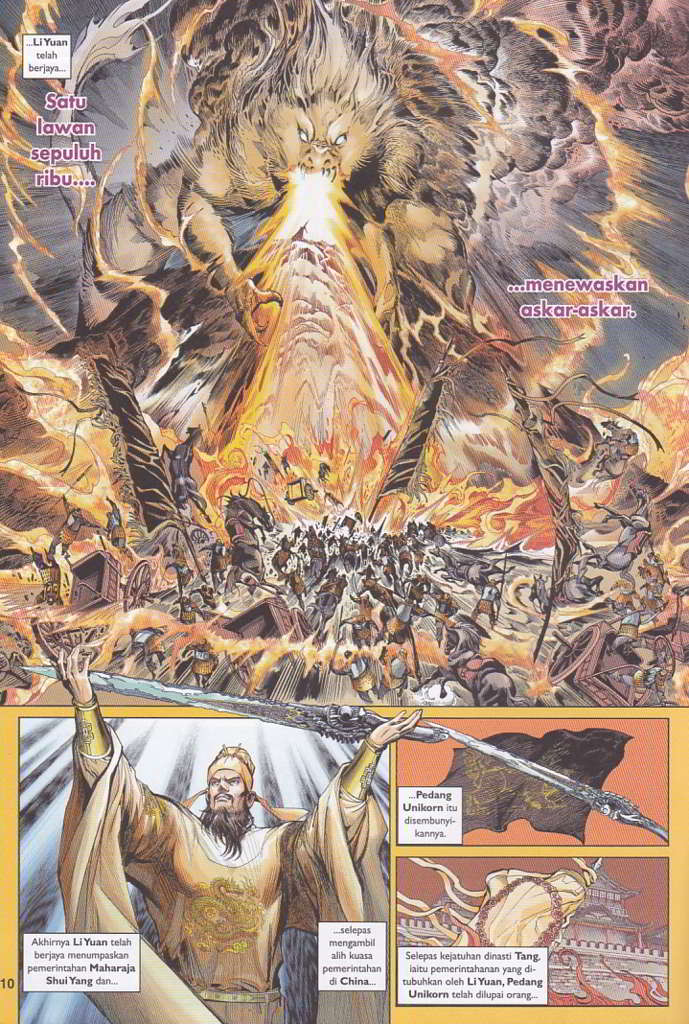 ...Li Yuan
telah
berjaya...
Satu
lawan
sepuluh
ribu....
...menewaskan
askar-askar.
Akhirnya Li Yuan telah
berjaya menumpaskan
pemerintahan Maharaja
Shui Yang dan...
...selepas
mengambil
alih kuasa
pemerintahan
di China...
...Pedang
Unikorn itu
disembunyi-
kannya.
Selepas kejatuhan dinasti Tang,
iaitu pemerintahanan yang di-
tubuhkan oleh Li Yuan, Pedang
Unikorn telah dilupai orang...
10